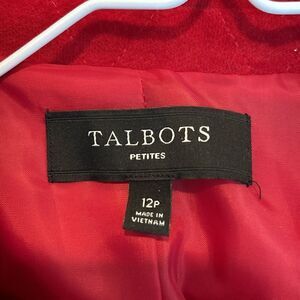 TALBOTS
PETITES
12P
MADE IN
VIETNAM